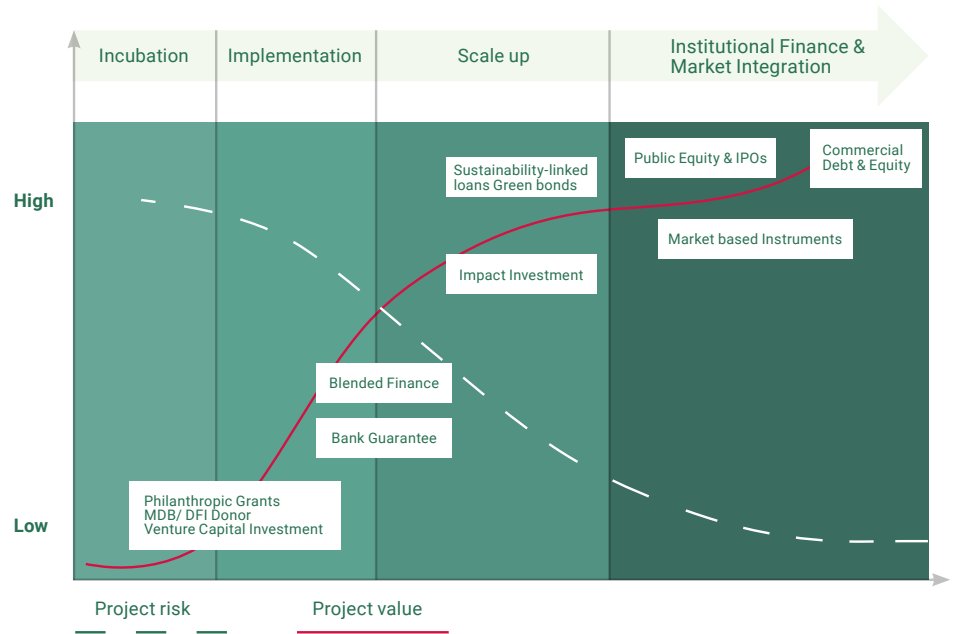 Incubation
Implementation
Scale up
Institutional Finance &
Market Integration
High
Low
Sustainability-linked
loans Green bonds
Public Equity & IPOs
Commercial
Debt & Equity
Market based Instruments
Impact Investment
Blended Finance
Bank Guarantee
Philanthropic Grants
MDB/ DFI Donor
Venture Capital Investment
Project risk
Project value